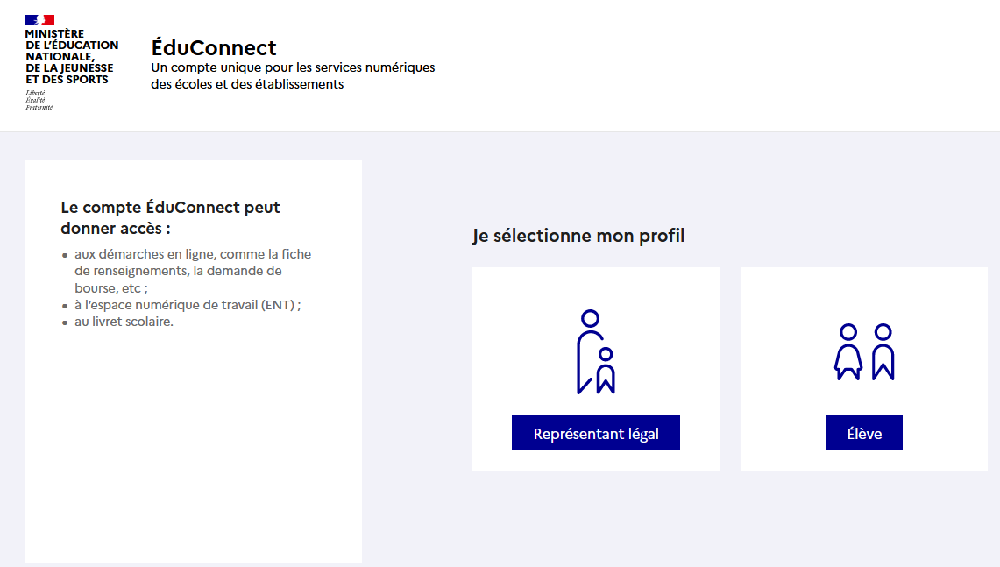 MINISTÈRE
DE L'ÉDUCATION
NATIONALE,
DE LA JEUNESSE
ET DES SPORTS
Liberté
Égalité
Fraternité
ÉduConnect
Un compte unique pour les services numériques
des écoles et des établissements
Le compte ÉduConnect peut
donner accès :
• aux démarches en ligne, comme la fiche
de renseignements, la demande de
bourse, etc ;
• à l'espace numérique de travail (ENT) ;
• au livret scolaire.
Je sélectionne mon profil
Représentant légal
Élève